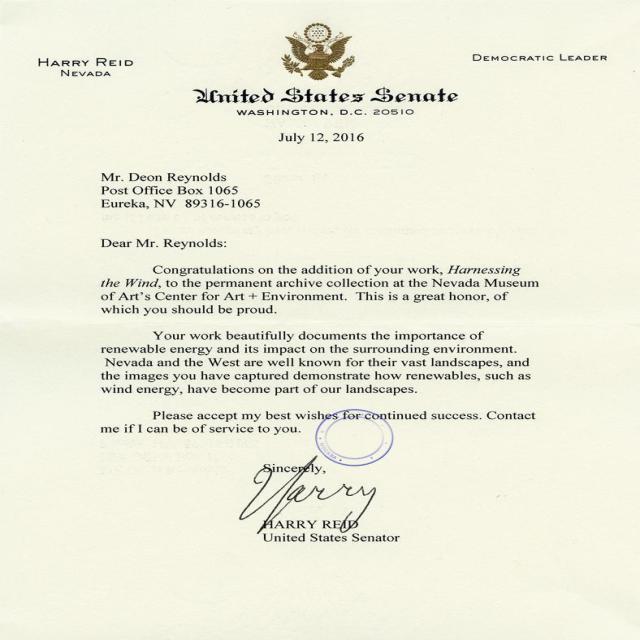 HARRY REID
NEVADA
DEMOCRATIC LEADER
United States Senate
WASHINGTON, D.C. 20510
July 12, 2016
Mr. Deon Reynolds
Post Office Box 1065
Eureka, NV 89316-1065
Dear Mr. Reynolds:
Congratulations on the addition of your work, Harnessing
the Wind, to the permanent archive collection at the Nevada Museum
of Art's Center for Art + Environment. This is a great honor, of
which you should be proud.
Your work beautifully documents the importance of
renewable energy and its impact on the surrounding environment.
Nevada and the West are well known for their vast landscapes, and
the images you have captured demonstrate how renewables, such as
wind energy, have become part of our landscapes.
Please accept my best wishes for continued success. Contact
me if I can be of service to you.
Sincerely,
Harry
HARRY REID
United States Senator